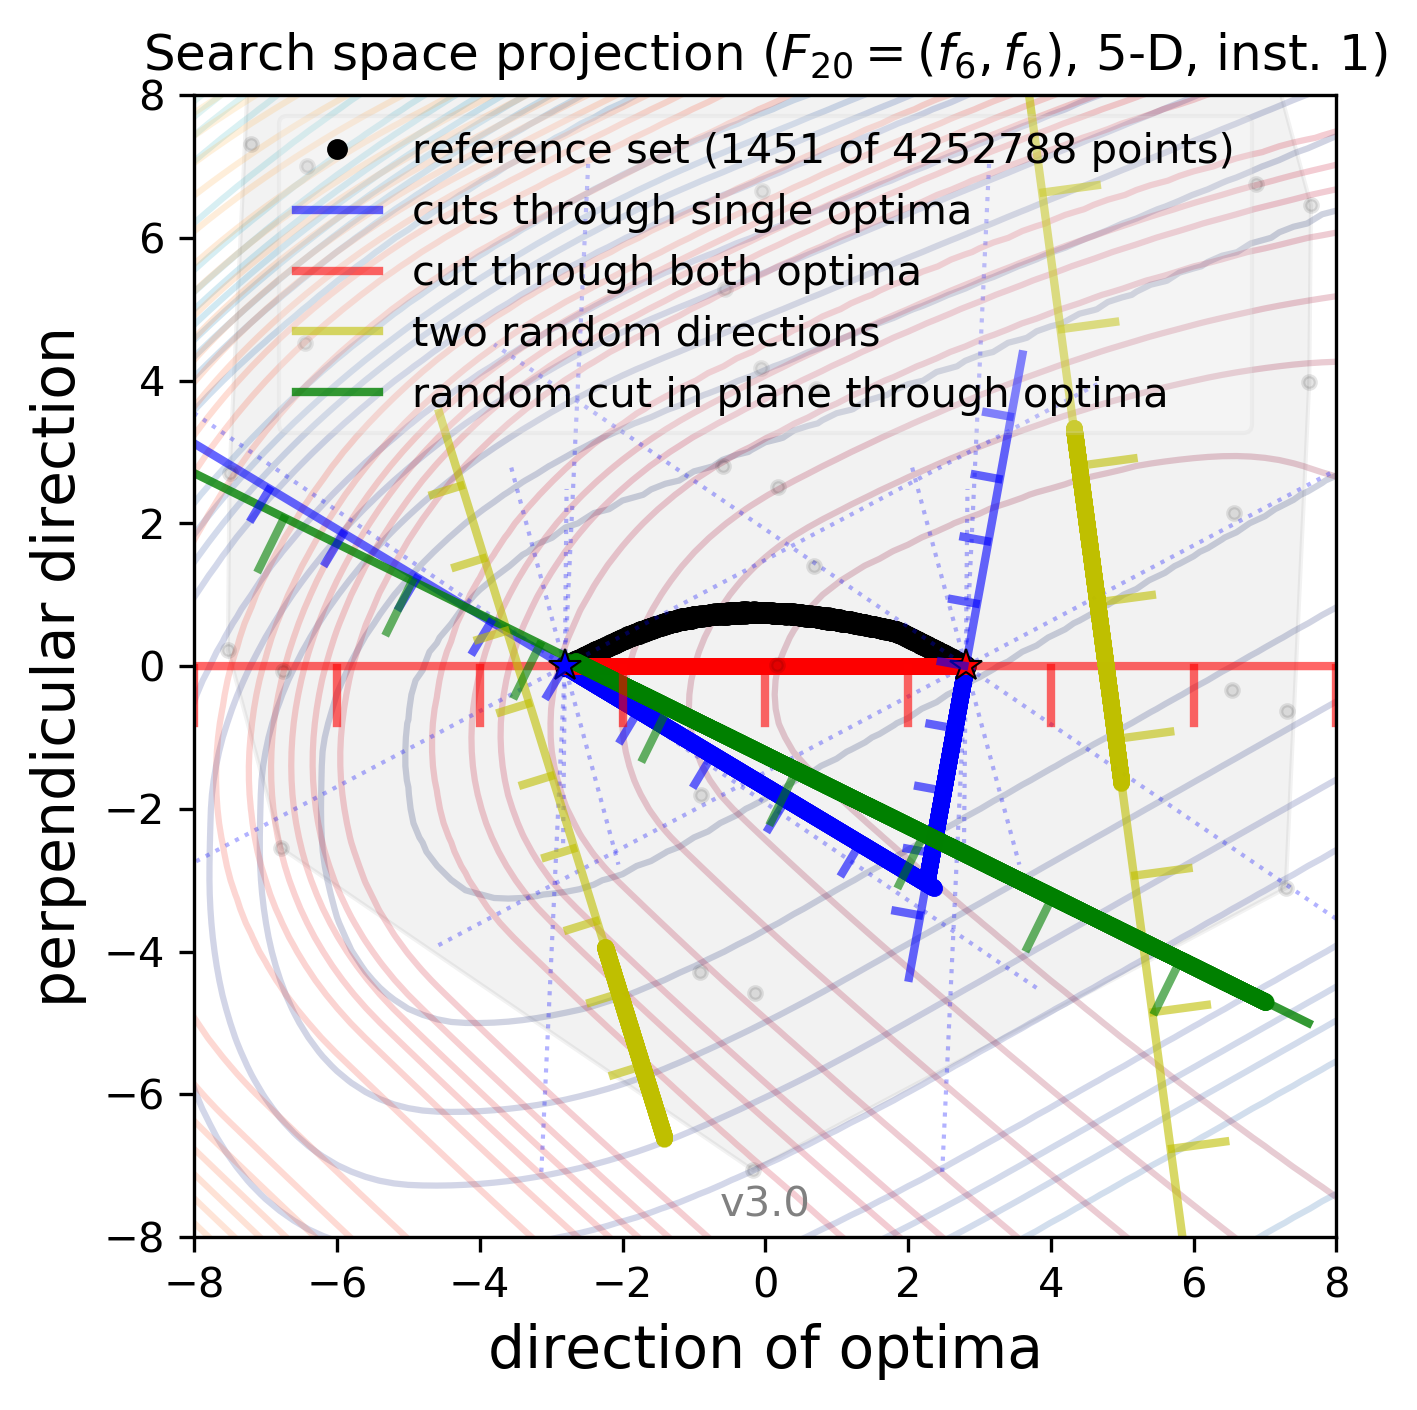 Search space projection (F₂₀ = (f₆, f₆), 5-D, inst. 1)
reference set (1451 of 4252788 points)
cuts through single optima
cut through both optima
two random directions
random cut in plane through optima
8
6
4
2
0
−2
−4
−6
−8
perpendicular direction
v3.0
−8 −6 −4 −2 0 2 4 6 8
direction of optima